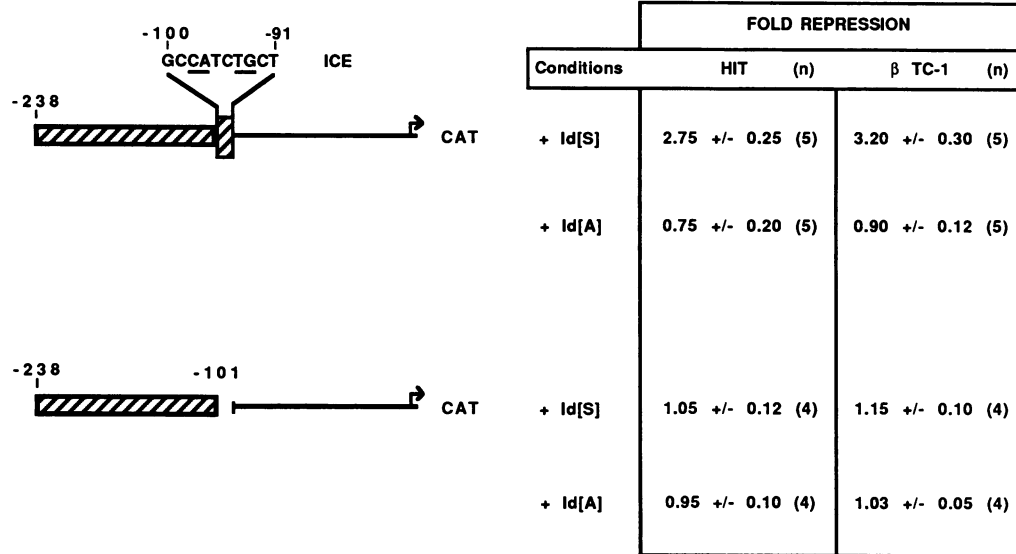 FOLD REPRESSION
-100 -91
GCCATCTGCT ICE
Conditions HIT (n) β TC-1 (n)
-238
CAT
+ Id[S] 2.75 +/- 0.25 (5) 3.20 +/- 0.30 (5)
+ Id[A] 0.75 +/- 0.20 (5) 0.90 +/- 0.12 (5)
-238 -101
CAT
+ Id[S] 1.05 +/- 0.12 (4) 1.15 +/- 0.10 (4)
+ Id[A] 0.95 +/- 0.10 (4) 1.03 +/- 0.05 (4)